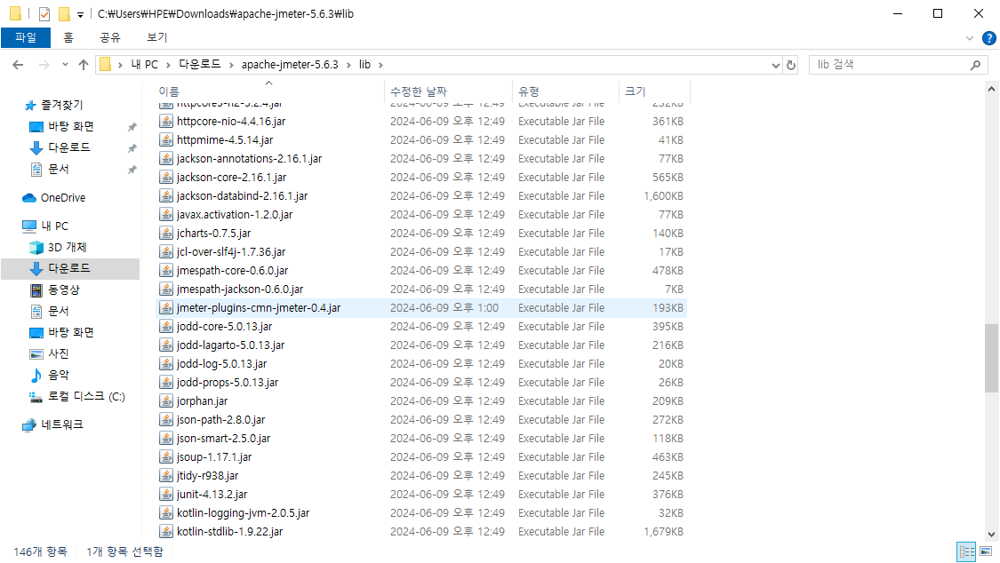 C:₩Users₩HPE₩Downloads₩apache-jmeter-5.6.3₩lib
파일 홈 공유 보기
내 PC > 다운로드 > apache-jmeter-5.6.3 > lib >
lib 검색
즐겨찾기
바탕 화면
다운로드
문서
OneDrive
내 PC
3D 개체
다운로드
동영상
문서
바탕 화면
사진
음악
로컬 디스크 (C:)
네트워크
이름 수정한 날짜 유형 크기
httpcore5-h2-5.2.4.jar 2024-06-09 오후 12:49 Executable Jar File 232KB
httpcore-nio-4.4.16.jar 2024-06-09 오후 12:49 Executable Jar File 361KB
httpmime-4.5.14.jar 2024-06-09 오후 12:49 Executable Jar File 41KB
jackson-annotations-2.16.1.jar 2024-06-09 오후 12:49 Executable Jar File 77KB
jackson-core-2.16.1.jar 2024-06-09 오후 12:49 Executable Jar File 565KB
jackson-databind-2.16.1.jar 2024-06-09 오후 12:49 Executable Jar File 1,600KB
javax.activation-1.2.0.jar 2024-06-09 오후 12:49 Executable Jar File 77KB
jcharts-0.7.5.jar 2024-06-09 오후 12:49 Executable Jar File 140KB
jcl-over-slf4j-1.7.36.jar 2024-06-09 오후 12:49 Executable Jar File 17KB
jmespath-core-0.6.0.jar 2024-06-09 오후 12:49 Executable Jar File 478KB
jmespath-jackson-0.6.0.jar 2024-06-09 오후 12:49 Executable Jar File 7KB
jmeter-plugins-cmn-jmeter-0.4.jar 2024-06-09 오후 1:00 Executable Jar File 193KB
jodd-core-5.0.13.jar 2024-06-09 오후 12:49 Executable Jar File 395KB
jodd-lagarto-5.0.13.jar 2024-06-09 오후 12:49 Executable Jar File 216KB
jodd-log-5.0.13.jar 2024-06-09 오후 12:49 Executable Jar File 20KB
jodd-props-5.0.13.jar 2024-06-09 오후 12:49 Executable Jar File 26KB
jorphan.jar 2024-06-09 오후 12:49 Executable Jar File 209KB
json-path-2.8.0.jar 2024-06-09 오후 12:49 Executable Jar File 272KB
json-smart-2.5.0.jar 2024-06-09 오후 12:49 Executable Jar File 118KB
jsoup-1.17.1.jar 2024-06-09 오후 12:49 Executable Jar File 463KB
jtidy-r938.jar 2024-06-09 오후 12:49 Executable Jar File 245KB
junit-4.13.2.jar 2024-06-09 오후 12:49 Executable Jar File 376KB
kotlin-logging-jvm-2.0.5.jar 2024-06-09 오후 12:49 Executable Jar File 32KB
kotlin-stdlib-1.9.22.jar 2024-06-09 오후 12:49 Executable Jar File 1,679KB
146개 항목 1개 항목 선택함